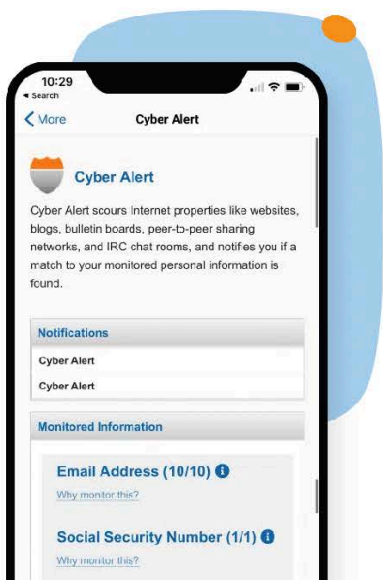 10:29
Search
More
Cyber Alert
Cyber Alert
Cyber Alert scours Internet properties like websites,
blogs, bulletin boards, peer-to-peer sharing
networks, and IRC chat rooms, and notifies you if a
match to your monitored personal information is
found.
Notifications
Cyber Alert
Cyber Alert
Monitored Information
Email Address (10/10)
Why monitor this?
Social Security Number (1/1)
Why monitor this?